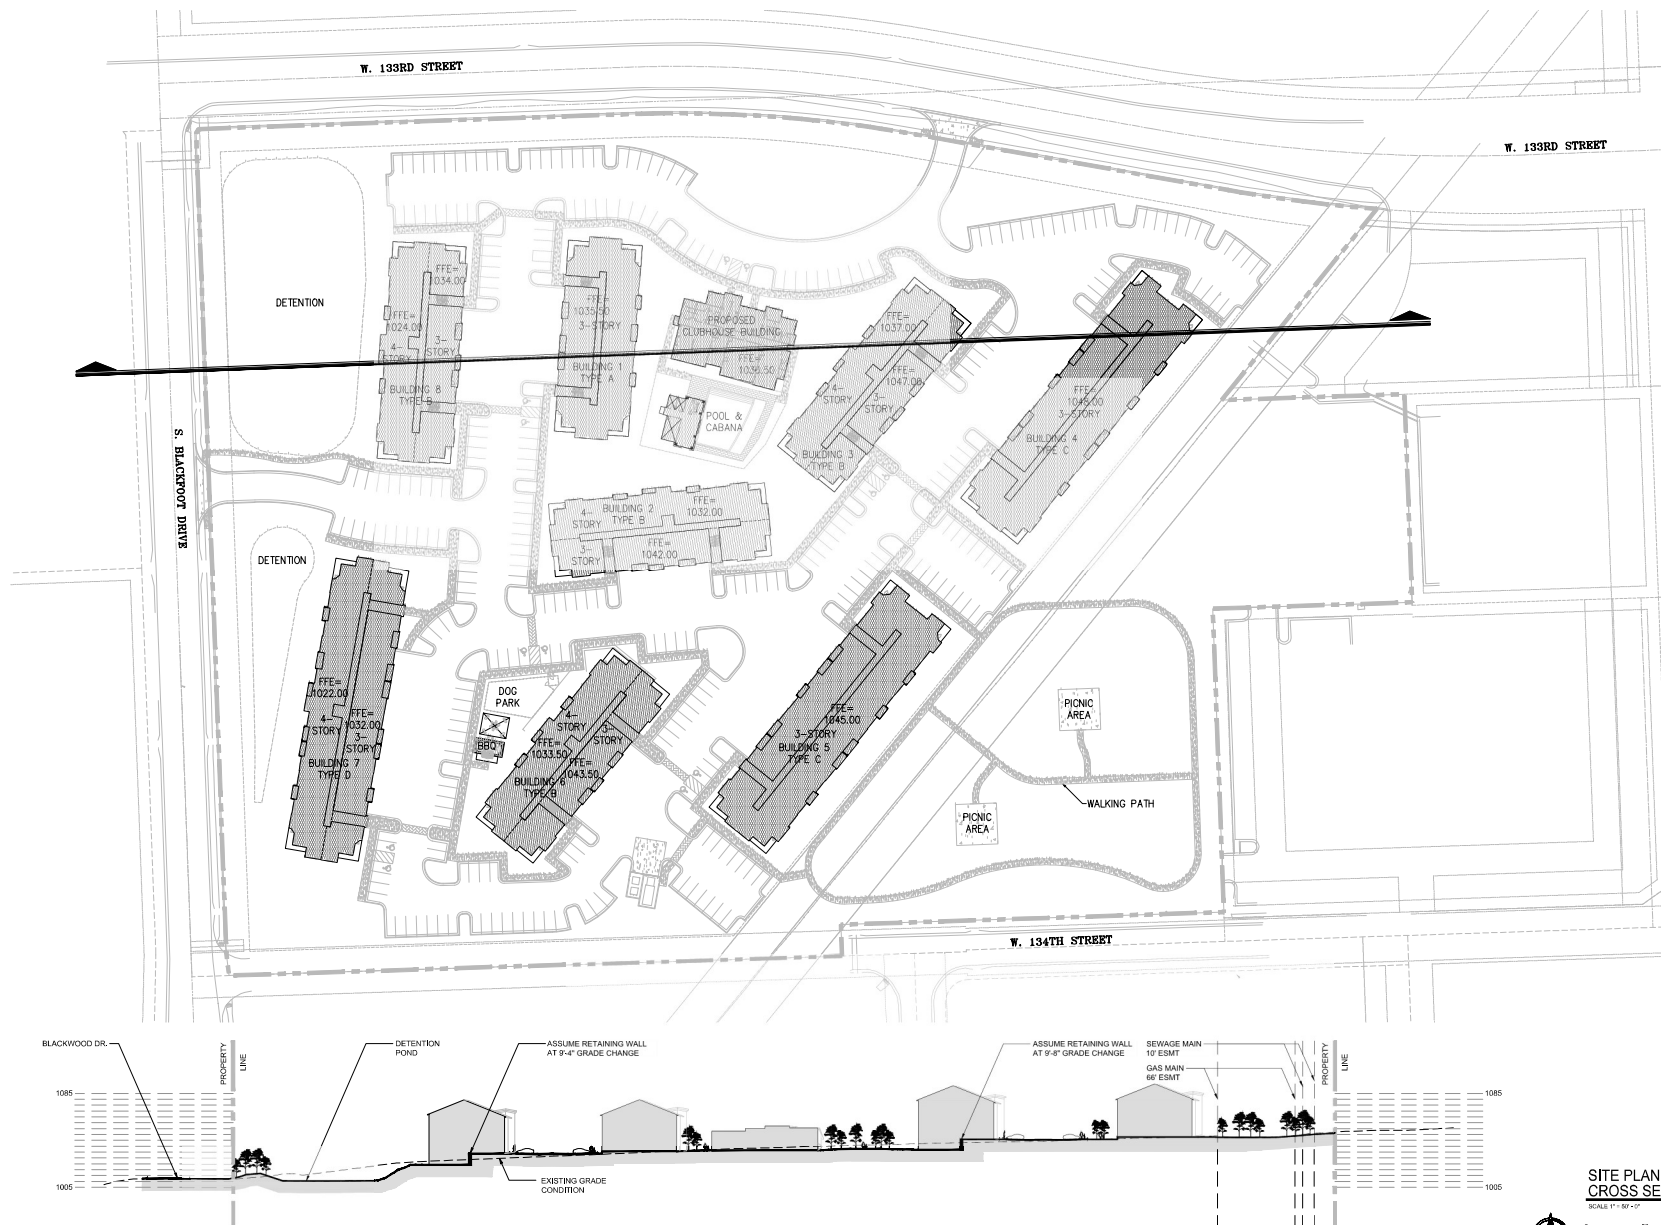 W. 133RD STREET
W. 133RD STREET
S. BLACKFOOT DRIVE
DETENTION
FFE=
1034.00
FFE=
1024.00
4-
STORY
3-
STORY
BUILDING 8
TYPE B
FFE=
1035.50
3-STORY
BUILDING 1
TYPE A
PROPOSED
CLUBHOUSE BUILDING
FFE=
1036.50
POOL &
CABANA
FFE=
1037.00
FFE=
1047.00
4-
STORY
3-
STORY
BUILDING 3
TYPE B
FFE=
1048.00
3-STORY
BUILDING 4
TYPE C
4-
STORY
BUILDING 2
TYPE B
FFE=
1032.00
3-
STORY
FFE=
1042.00
DETENTION
FFE=
1022.00
4-
STORY
FFE=
1032.00
3-
STORY
BUILDING 7
TYPE D
DOG
PARK
BBQ
4-
STORY
3-
STORY
FFE=
1033.50
FFE=
1043.50
BUILDING 6
TYPE B
FFE=
1045.00
3-STORY
BUILDING 5
TYPE C
PICNIC
AREA
WALKING PATH
PICNIC
AREA
W. 134TH STREET
BLACKWOOD DR.
PROPERTY
LINE
DETENTION
POND
ASSUME RETAINING WALL
AT 9'-4" GRADE CHANGE
ASSUME RETAINING WALL
AT 9'-8" GRADE CHANGE
SEWAGE MAIN
10' ESMT
GAS MAIN
66' ESMT
PROPERTY
LINE
1085
1085
1005
1005
EXISTING GRADE
CONDITION
SITE PLAN
CROSS SE
SCALE 1" = 50' - 0"